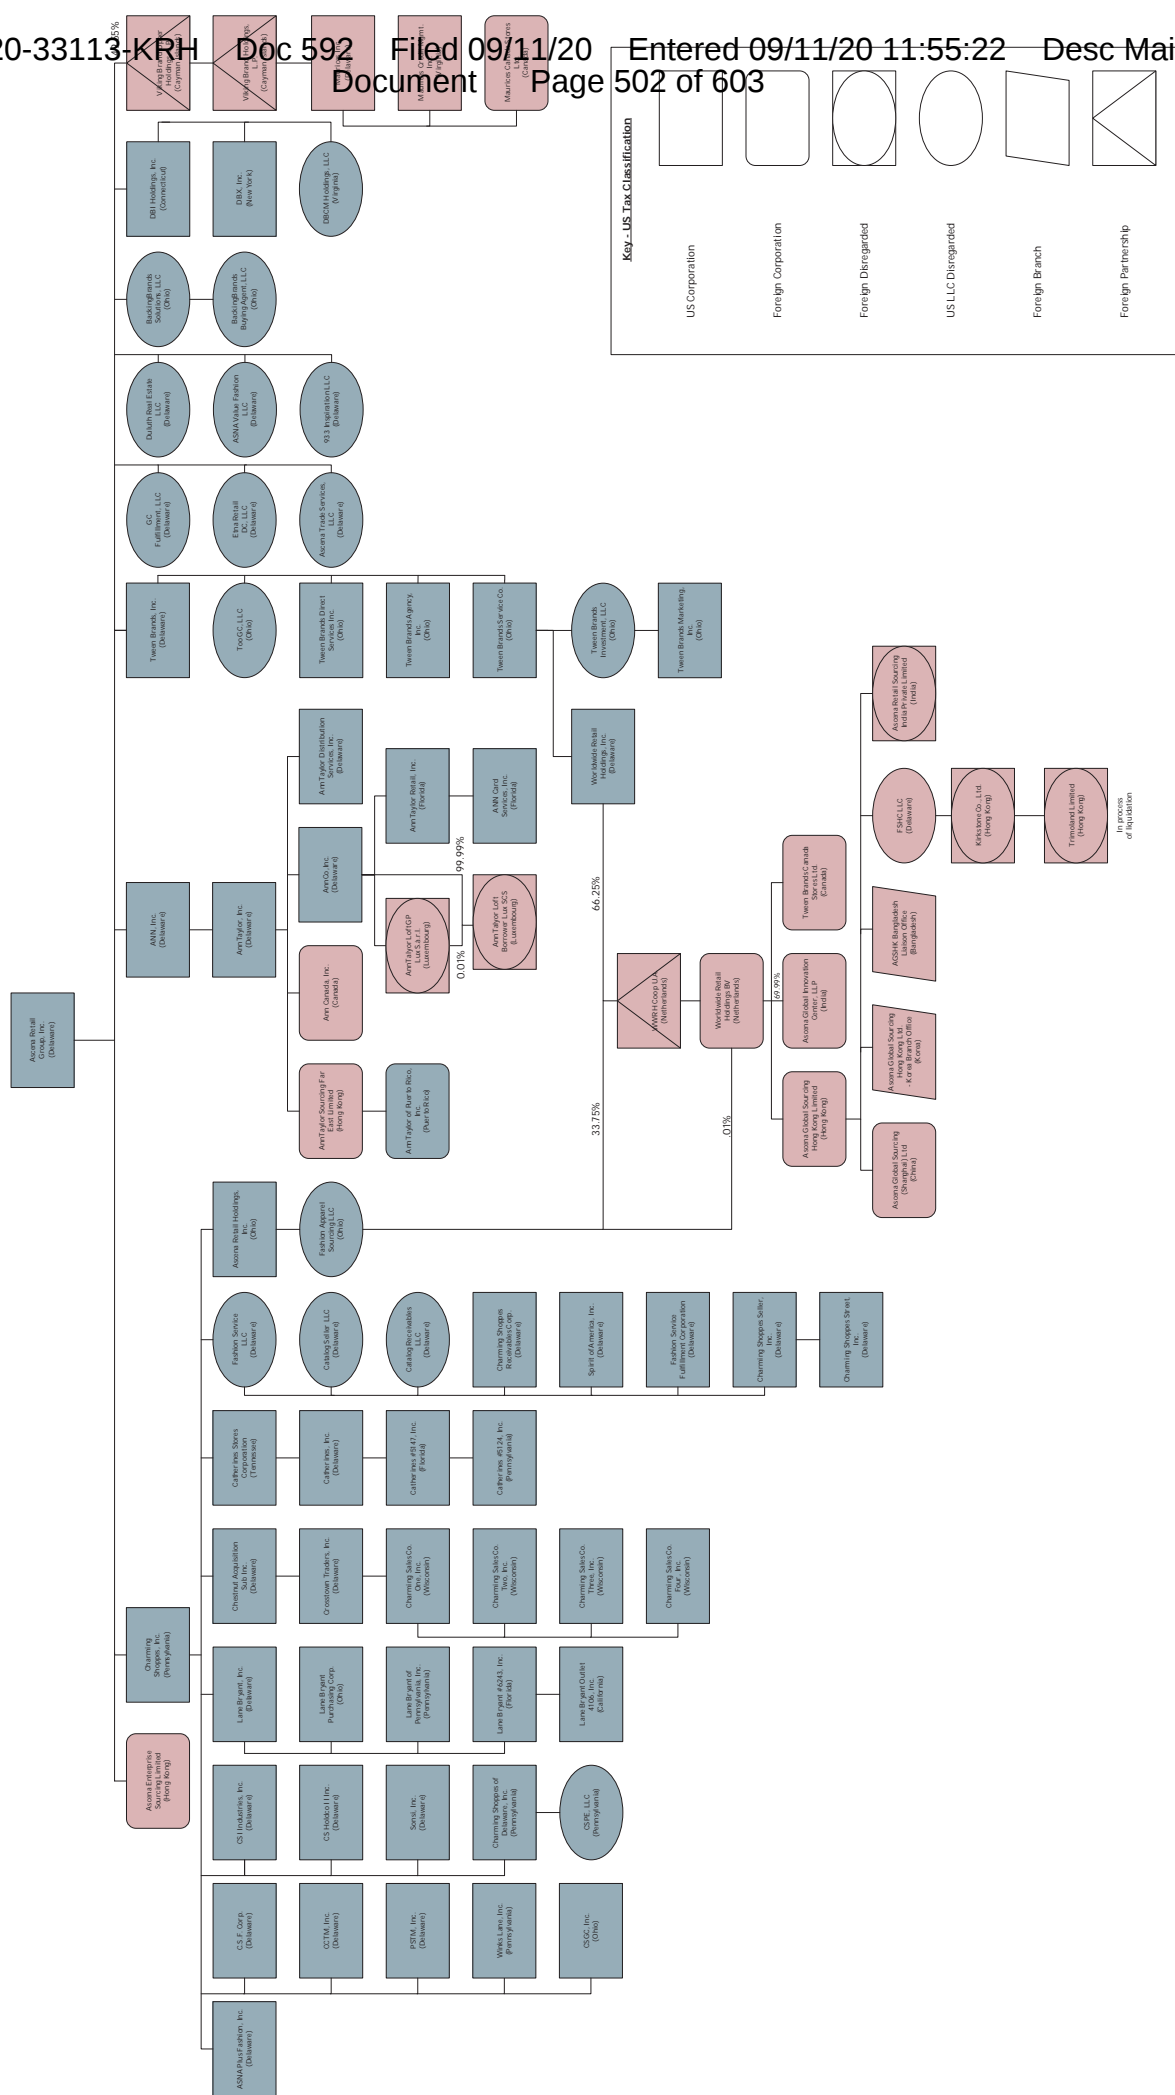 20-33113-KRH Doc 592 Filed 09/11/20 Entered 09/11/20 11:55:22 Desc Mai
Document Page 502 of 603
Key - US Tax Classification
US Corporation
Foreign Corporation
Foreign Disregarded
US LLC Disregarded
Foreign Branch
Foreign Partnership
Ascena Retail
Group, Inc.
(Delaware)
Ascena Enterprise
Sourcing Limited
(Hong Kong)
Charming
Shoppes, Inc.
(Pennsylvania)
ANN, Inc.
(Delaware)
Tween Brands, Inc.
(Delaware)
GC
Fulfillment, LLC
(Delaware)
Duluth Real Estate
LLC
(Delaware)
BackingBrands
Solutions, LLC
(Ohio)
DBI Holdings, Inc.
(Connecticut)
(Cayman Islands)
ASNA Plus Fashion, Inc.
(Delaware)
C.S.F. Corp.
(Delaware)
CSI Industries, Inc.
(Delaware)
Lane Bryant, Inc.
(Delaware)
Chestnut Acquisition
Sub Inc.
(Delaware)
Catherines Stores
Corporation
(Tennessee)
Fashion Service
LLC
(Delaware)
Ascena Retail Holdings,
Inc.
(Ohio)
AnnTaylor, Inc.
(Delaware)
Too GC, LLC
(Ohio)
Etna Retail
DC, LLC
(Delaware)
ASNA Value Fashion
LLC
(Delaware)
BackingBrands
Buying Agent, LLC
(Ohio)
DBX, Inc.
(New York)
Viking Brand Holdings,
L.P.
(Cayman Islands)
CCTM, Inc.
(Delaware)
CS Holdco II Inc.
(Delaware)
Lane Bryant
Purchasing Corp.
(Ohio)
Crosstown Traders, Inc.
(Delaware)
Catherines, Inc.
(Delaware)
Catalog Seller LLC
(Delaware)
Fashion Apparel
Sourcing LLC
(Ohio)
AnnTaylor Sourcing Far
East Limited
(Hong Kong)
Ann Canada, Inc.
(Canada)
AnnCo, Inc.
(Delaware)
AnnTaylor Distribution
Services, Inc.
(Delaware)
Tween Brands Direct
Services Inc.
(Ohio)
Ascena Trade Services,
LLC
(Delaware)
933 Inspiration LLC
(Delaware)
DBCM Holdings, LLC
(Virginia)
PSTM, Inc.
(Delaware)
Sonsi, Inc.
(Delaware)
Lane Bryant of
Pennsylvania, Inc.
(Pennsylvania)
Charming Sales Co.
One, Inc.
(Wisconsin)
Catherines #5147, Inc.
(Florida)
Catalog Receivables
LLC
(Delaware)
AnnTaylor of Puerto Rico,
Inc.
(Puerto Rico)
AnnTalyor Loft GP
Lux S.a.r.l.
(Luxembourg)
AnnTaylor Retail, Inc.
(Florida)
Tween Brands Agency,
Inc.
(Ohio)
0.01%
99.99%
Winks Lane, Inc.
(Pennsylvania)
Charming Shoppes of
Delaware, Inc.
(Pennsylvania)
Lane Bryant #6243, Inc.
(Florida)
Charming Sales Co.
Two, Inc.
(Wisconsin)
Catherines #5124, Inc.
(Pennsylvania)
Charming Shoppes
Receivables Corp.
(Delaware)
AnnTalyor Loft
Borrower Lux SCS
(Luxembourg)
ANN Card
Services, Inc.
(Florida)
Tween Brands Service Co.
(Ohio)
Maurices Canada Stores
(Canada)
CSGC, Inc.
(Ohio)
CSPE, LLC
(Pennsylvania)
Lane Bryant Outlet
4106, Inc.
(California)
Charming Sales Co.
Three, Inc.
(Wisconsin)
Spirit of America, Inc.
(Delaware)
33.75%
66.25%
Worldwide Retail
Holdings, Inc.
(Delaware)
Tween Brands
Investment, LLC
(Ohio)
Charming Sales Co.
Four, Inc.
(Wisconsin)
Fashion Service
Fulfillment Corporation
(Delaware)
WWRH Coop U.A.
(Netherlands)
Tween Brands Marketing,
Inc.
(Ohio)
Charming Shoppes Seller,
Inc.
(Delaware)
.01%
Worldwide Retail
Holdings BV
(Netherlands)
69.99%
Charming Shoppes Street,
Inc.
(Delaware)
Ascena Global Sourcing
Hong Kong Limited
(Hong Kong)
Ascena Global Innovation
Center, LLP
(India)
Tween Brands Canada
Stores Ltd.
(Canada)
Ascena Global Sourcing
(Shanghai) Ltd
(China)
Ascena Global Sourcing
Hong Kong Ltd.
- Korea Branch Office
(Korea)
AGSHK Bangladesh
Liaison Office
(Bangladesh)
FSHC LLC
(Delaware)
Ascena Retail Sourcing
India Private Limited
(India)
Kirkstone Co., Ltd.
(Hong Kong)
Trimoland Limited
(Hong Kong)
In process
of liquidation